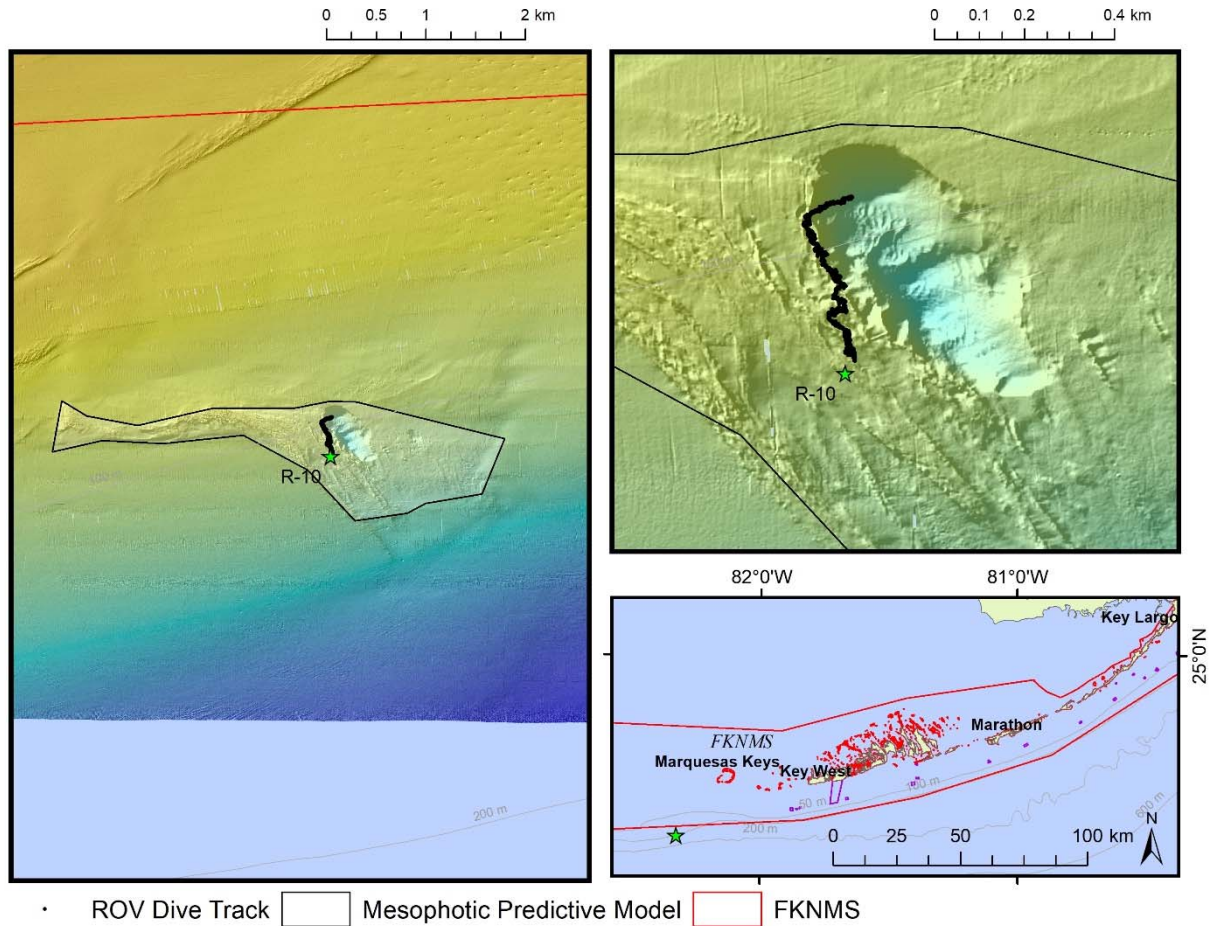 0 0.5 1 2 km
0 0.1 0.2 0.4 km
R-10
R-10
200 m
82°0'W 81°0'W
Key Largo
25°0'N
Marathon
FKNMS
Marquesas Keys
Key West
50 m
100 m
200 m
600 m
N
0 25 50 100 km
ROV Dive Track Mesophotic Predictive Model FKNMS